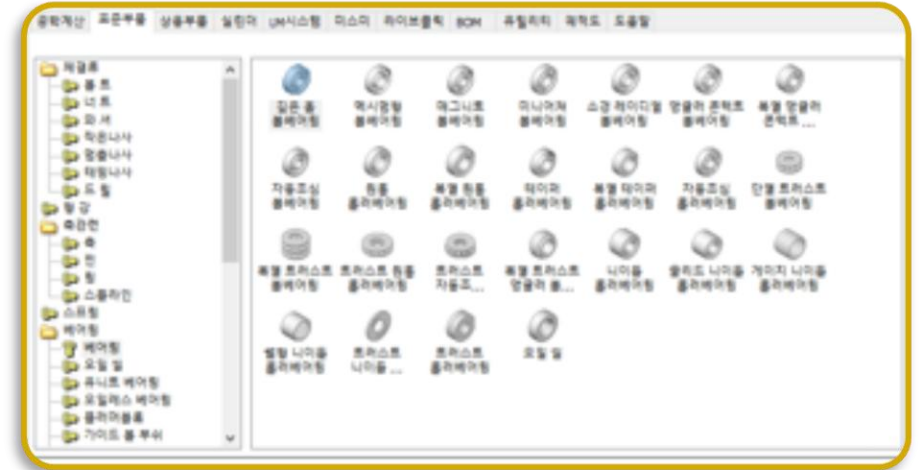 공학계산 표준부품 상용부품 실린더 LM시스템 미스미 라이브클릭 BOM 유틸리티 제작도 도움말
체결류
볼트
너트
와셔
작은나사
멈춤나사
태핑나사
드릴
형강
축관련
축
핀
링
스플라인
스프링
베어링
베어링
오일 씰
유니트 베어링
오일레스 베어링
플러머블록
가이드 볼 부쉬
깊은 홈
볼베어링
맥시멈형
볼베어링
매그니토
볼베어링
미니어쳐
볼베어링
소경 레이디얼
볼베어링
앵귤러 콘택트
볼베어링
복열 앵귤러
콘택트 ...
자동조심
볼베어링
원통
롤러베어링
복열 원통
롤러베어링
테이퍼
롤러베어링
복열 테이퍼
롤러베어링
자동조심
롤러베어링
단열 트러스트
볼베어링
복열 트러스트
볼베어링
트러스트 원통
롤러베어링
트러스트
자동조...
복열 트러스트
앵귤러 볼...
니이들
롤러베어링
솔리드 니이들
롤러베어링
게이지 니이들
롤러베어링
쉘형 니이들
롤러베어링
트러스트
니이들 ...
트러스트
롤러베어링
오일 씰